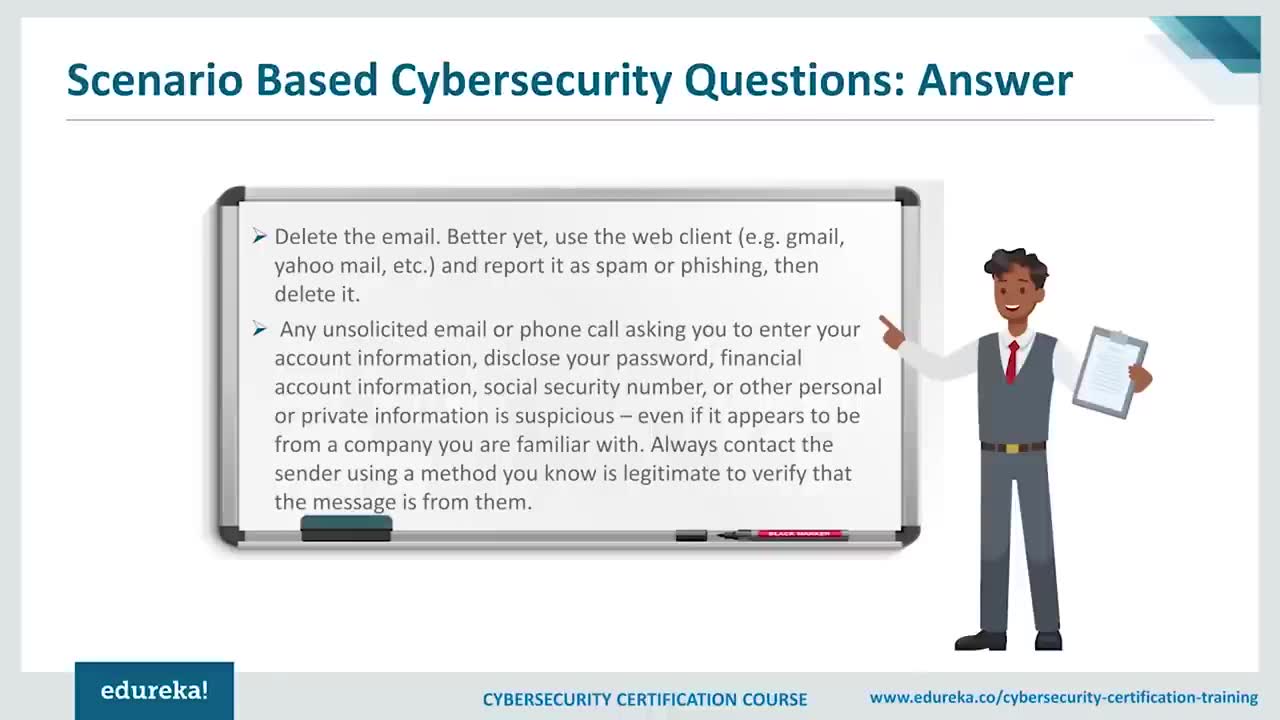 Scenario Based Cybersecurity Questions: Answer
Delete the email. Better yet, use the web client (e.g. gmail,
yahoo mail, etc.) and report it as spam or phishing, then
delete it.
Any unsolicited email or phone call asking you to enter your
account information, disclose your password, financial
account information, social security number, or other personal
or private information is suspicious – even if it appears to be
from a company you are familiar with. Always contact the
sender using a method you know is legitimate to verify that
the message is from them.
BLACK MARKER
edureka!
CYBERSECURITY CERTIFICATION COURSE
www.edureka.co/cybersecurity-certification-training